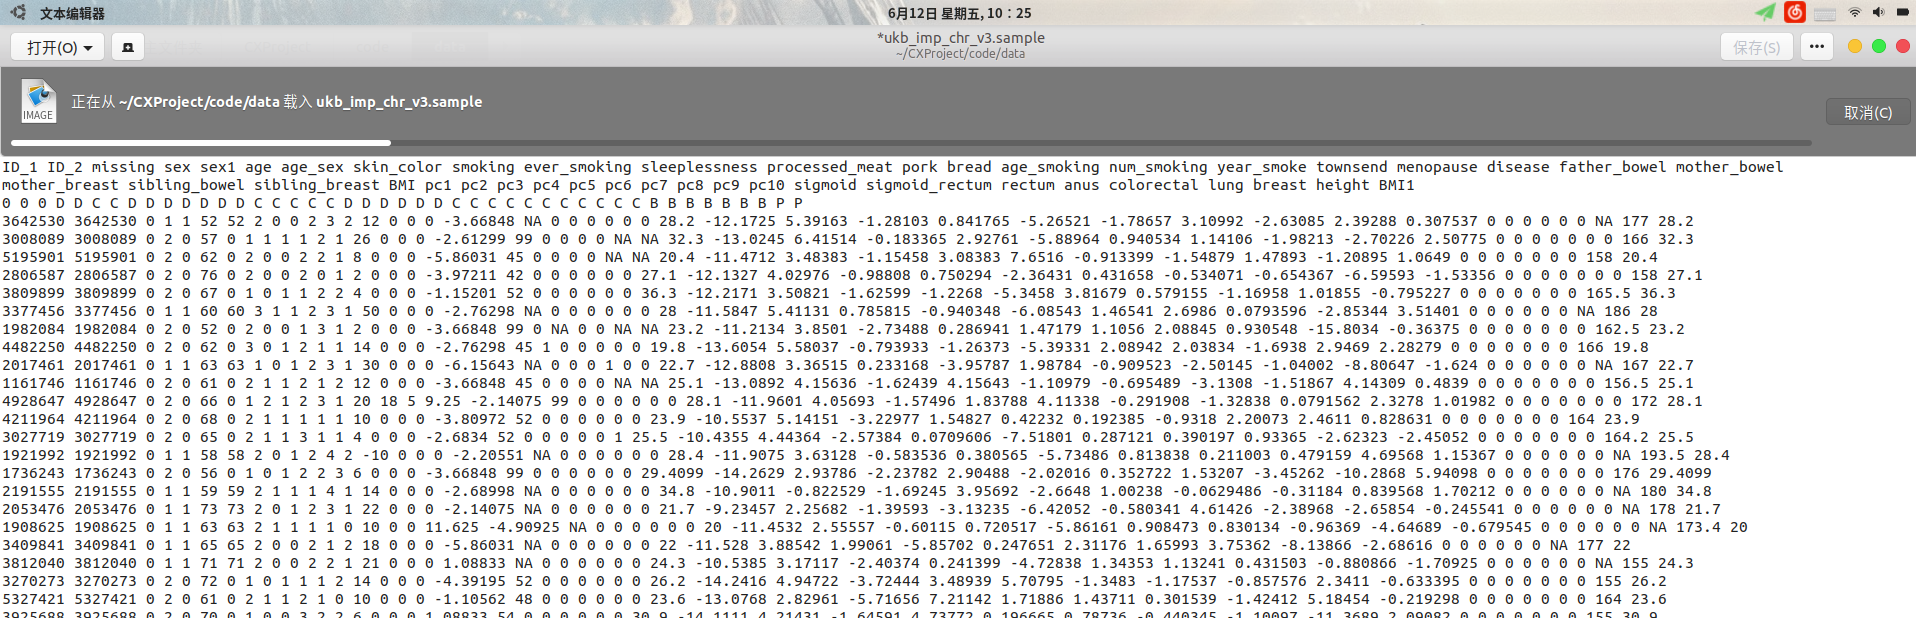 文本编辑器
6月12日 星期五, 10：25
打开(O)
*ukb_imp_chr_v3.sample
~/CXProject/code/data
保存(S)
IMAGE
正在从 ~/CXProject/code/data 载入 ukb_imp_chr_v3.sample
取消(C)
ID_1 ID_2 missing sex sex1 age age_sex skin_color smoking ever_smoking sleeplessness processed_meat pork bread age_smoking num_smoking year_smoke townsend menopause disease father_bowel mother_bowel
mother_breast sibling_bowel sibling_breast BMI pc1 pc2 pc3 pc4 pc5 pc6 pc7 pc8 pc9 pc10 sigmoid sigmoid_rectum rectum anus colorectal lung breast height BMI1
0 0 0 D D C C D D D D D D D C C C C C D D D D D D C C C C C C C C C C C B B B B B B B P P
3642530 3642530 0 1 1 52 52 2 0 0 2 3 2 12 0 0 0 -3.66848 NA 0 0 0 0 0 0 28.2 -12.1725 5.39163 -1.28103 0.841765 -5.26521 -1.78657 3.10992 -2.63085 2.39288 0.307537 0 0 0 0 0 0 NA 177 28.2
3008089 3008089 0 2 0 57 0 1 1 1 1 2 1 26 0 0 0 -2.61299 99 0 0 0 0 NA NA 32.3 -13.0245 6.41514 -0.183365 2.92761 -5.88964 0.940534 1.14106 -1.98213 -2.70226 2.50775 0 0 0 0 0 0 0 166 32.3
5195901 5195901 0 2 0 62 0 2 0 0 2 2 1 8 0 0 0 -5.86031 45 0 0 0 0 NA NA 20.4 -11.4712 3.48383 -1.15458 3.08383 7.6516 -0.913399 -1.54879 1.47893 -1.20895 1.0649 0 0 0 0 0 0 0 158 20.4
2806587 2806587 0 2 0 76 0 2 0 0 2 0 1 2 0 0 0 -3.97211 42 0 0 0 0 0 0 27.1 -12.1327 4.02976 -0.98808 0.750294 -2.36431 0.431658 -0.534071 -0.654367 -6.59593 -1.53356 0 0 0 0 0 0 0 158 27.1
3809899 3809899 0 2 0 67 0 1 0 1 1 2 2 4 0 0 0 -1.15201 52 0 0 0 0 0 0 36.3 -12.2171 3.50821 -1.62599 -1.2268 -5.3458 3.81679 0.579155 -1.16958 1.01855 -0.795227 0 0 0 0 0 0 0 165.5 36.3
3377456 3377456 0 1 1 60 60 3 1 1 2 3 1 50 0 0 0 -2.76298 NA 0 0 0 0 0 0 28 -11.5847 5.41131 0.785815 -0.940348 -6.08543 1.46541 2.6986 0.0793596 -2.85344 3.51401 0 0 0 0 0 0 NA 186 28
1982084 1982084 0 2 0 52 0 2 0 0 1 3 1 2 0 0 0 -3.66848 99 0 NA 0 0 NA NA 23.2 -11.2134 3.8501 -2.73488 0.286941 1.47179 1.1056 2.08845 0.930548 -15.8034 -0.36375 0 0 0 0 0 0 0 162.5 23.2
4482250 4482250 0 2 0 62 0 3 0 1 2 1 1 14 0 0 0 -2.76298 45 1 0 0 0 0 0 19.8 -13.6054 5.58037 -0.793933 -1.26373 -5.39331 2.08942 2.03834 -1.6938 2.9469 2.28279 0 0 0 0 0 0 0 166 19.8
2017461 2017461 0 1 1 63 63 1 0 1 2 3 1 30 0 0 0 -6.15643 NA 0 0 0 1 0 0 22.7 -12.8808 3.36515 0.233168 -3.95787 1.98784 -0.909523 -2.50145 -1.04002 -8.80647 -1.624 0 0 0 0 0 0 NA 167 22.7
1161746 1161746 0 2 0 61 0 2 1 1 2 1 2 12 0 0 0 -3.66848 45 0 0 0 0 NA NA 25.1 -13.0892 4.15636 -1.62439 4.15643 -1.10979 -0.695489 -3.1308 -1.51867 4.14309 0.4839 0 0 0 0 0 0 0 156.5 25.1
4928647 4928647 0 2 0 66 0 1 2 1 2 3 1 20 18 5 9.25 -2.14075 99 0 0 0 0 0 0 28.1 -11.9601 4.05693 -1.57496 1.83788 4.11338 -0.291908 -1.32838 0.0791562 2.3278 1.01982 0 0 0 0 0 0 0 172 28.1
4211964 4211964 0 2 0 68 0 2 1 1 1 1 1 10 0 0 0 -3.80972 52 0 0 0 0 0 0 23.9 -10.5537 5.14151 -3.22977 1.54827 0.42232 0.192385 -0.9318 2.20073 2.4611 0.828631 0 0 0 0 0 0 0 164 23.9
3027719 3027719 0 2 0 65 0 2 1 1 3 1 1 4 0 0 0 -2.6834 52 0 0 0 0 0 1 25.5 -10.4355 4.44364 -2.57384 0.0709606 -7.51801 0.287121 0.390197 0.93365 -2.62323 -2.45052 0 0 0 0 0 0 0 164.2 25.5
1921992 1921992 0 1 1 58 58 2 0 1 2 4 2 -10 0 0 0 -2.20551 NA 0 0 0 0 0 0 28.4 -11.9075 3.63128 -0.583536 0.380565 -5.73486 0.813838 0.211003 0.479159 4.69568 1.15367 0 0 0 0 0 0 NA 193.5 28.4
1736243 1736243 0 2 0 56 0 1 0 1 2 2 3 6 0 0 0 -3.66848 99 0 0 0 0 0 0 29.4099 -14.2629 2.93786 -2.23782 2.90488 -2.02016 0.352722 1.53207 -3.45262 -10.2868 5.94098 0 0 0 0 0 0 0 176 29.4099
2191555 2191555 0 1 1 59 59 2 1 1 1 4 1 14 0 0 0 -2.68998 NA 0 0 0 0 0 0 34.8 -10.9011 -0.822529 -1.69245 3.95692 -2.6648 1.00238 -0.0629486 -0.31184 0.839568 1.70212 0 0 0 0 0 0 NA 180 34.8
2053476 2053476 0 1 1 73 73 2 0 1 2 3 1 22 0 0 0 -2.14075 NA 0 0 0 0 0 0 21.7 -9.23457 2.25682 -1.39593 -3.13235 -6.42052 -0.580341 4.61426 -2.38968 -2.65854 -0.245541 0 0 0 0 0 0 NA 178 21.7
1908625 1908625 0 1 1 63 63 2 1 1 1 1 0 10 0 0 11.625 -4.90925 NA 0 0 0 0 0 0 20 -11.4532 2.55557 -0.60115 0.720517 -5.86161 0.908473 0.830134 -0.96369 -4.64689 -0.679545 0 0 0 0 0 0 NA 173.4 20
3409841 3409841 0 1 1 65 65 2 0 0 2 1 2 18 0 0 0 -5.86031 NA 0 0 0 0 0 0 22 -11.528 3.88542 1.99061 -5.85702 0.247651 2.31176 1.65993 3.75362 -8.13866 -2.68616 0 0 0 0 0 0 NA 177 22
3812040 3812040 0 1 1 71 71 2 0 0 2 2 1 21 0 0 0 1.08833 NA 0 0 0 0 0 0 24.3 -10.5385 3.17117 -2.40374 0.241399 -4.72838 1.34353 1.13241 0.431503 -0.880866 -1.70925 0 0 0 0 0 0 NA 155 24.3
3270273 3270273 0 2 0 72 0 1 0 1 1 1 2 14 0 0 0 -4.39195 52 0 0 0 0 0 0 26.2 -14.2416 4.94722 -3.72444 3.48939 5.70795 -1.3483 -1.17537 -0.857576 2.3411 -0.633395 0 0 0 0 0 0 0 155 26.2
5327421 5327421 0 2 0 61 0 2 1 1 2 1 0 10 0 0 0 -1.10562 48 0 0 0 0 0 0 23.6 -13.0768 2.82961 -5.71656 7.21142 1.71886 1.43711 0.301539 -1.42412 5.18454 -0.219298 0 0 0 0 0 0 0 164 23.6
3925688 3925688 0 2 0 70 0 1 0 0 3 2 2 6 0 0 0 1.08833 54 0 0 0 0 0 0 30.9 -14.1111 4.21431 -1.64591 4.73772 0.196665 0.78736 -0.440345 -1.10097 -11.3689 2.09082 0 0 0 0 0 0 0 155 30.9